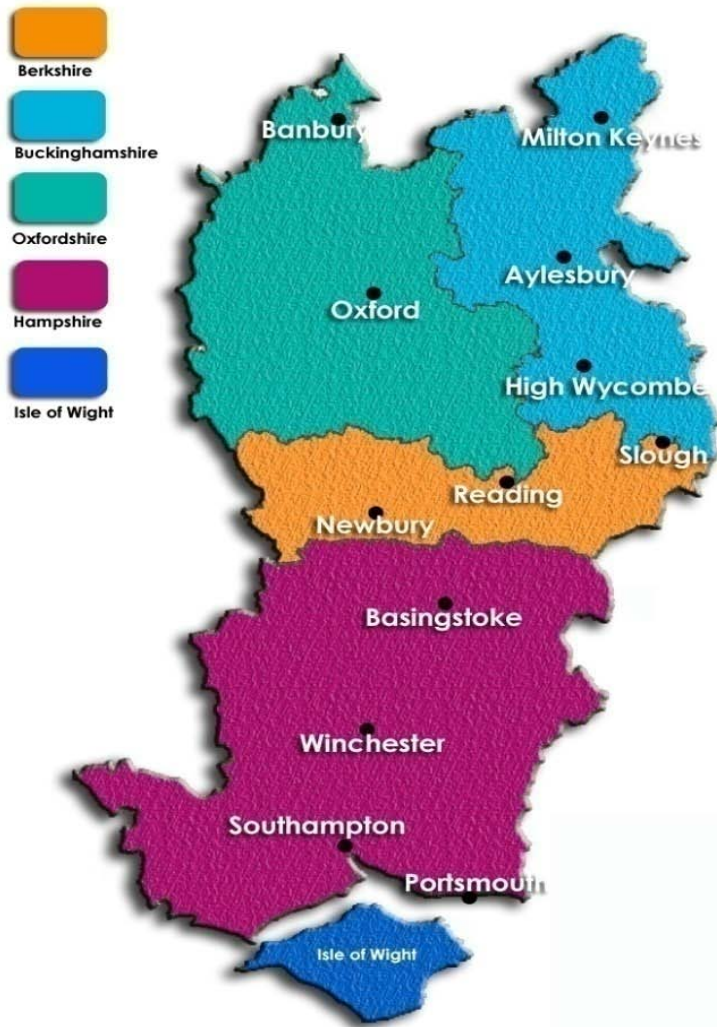 Berkshire
Buckinghamshire
Oxfordshire
Hampshire
Isle of Wight
Banbury
Milton Keynes
Aylesbury
Oxford
High Wycombe
Slough
Reading
Newbury
Basingstoke
Winchester
Southampton
Portsmouth
Isle of Wight